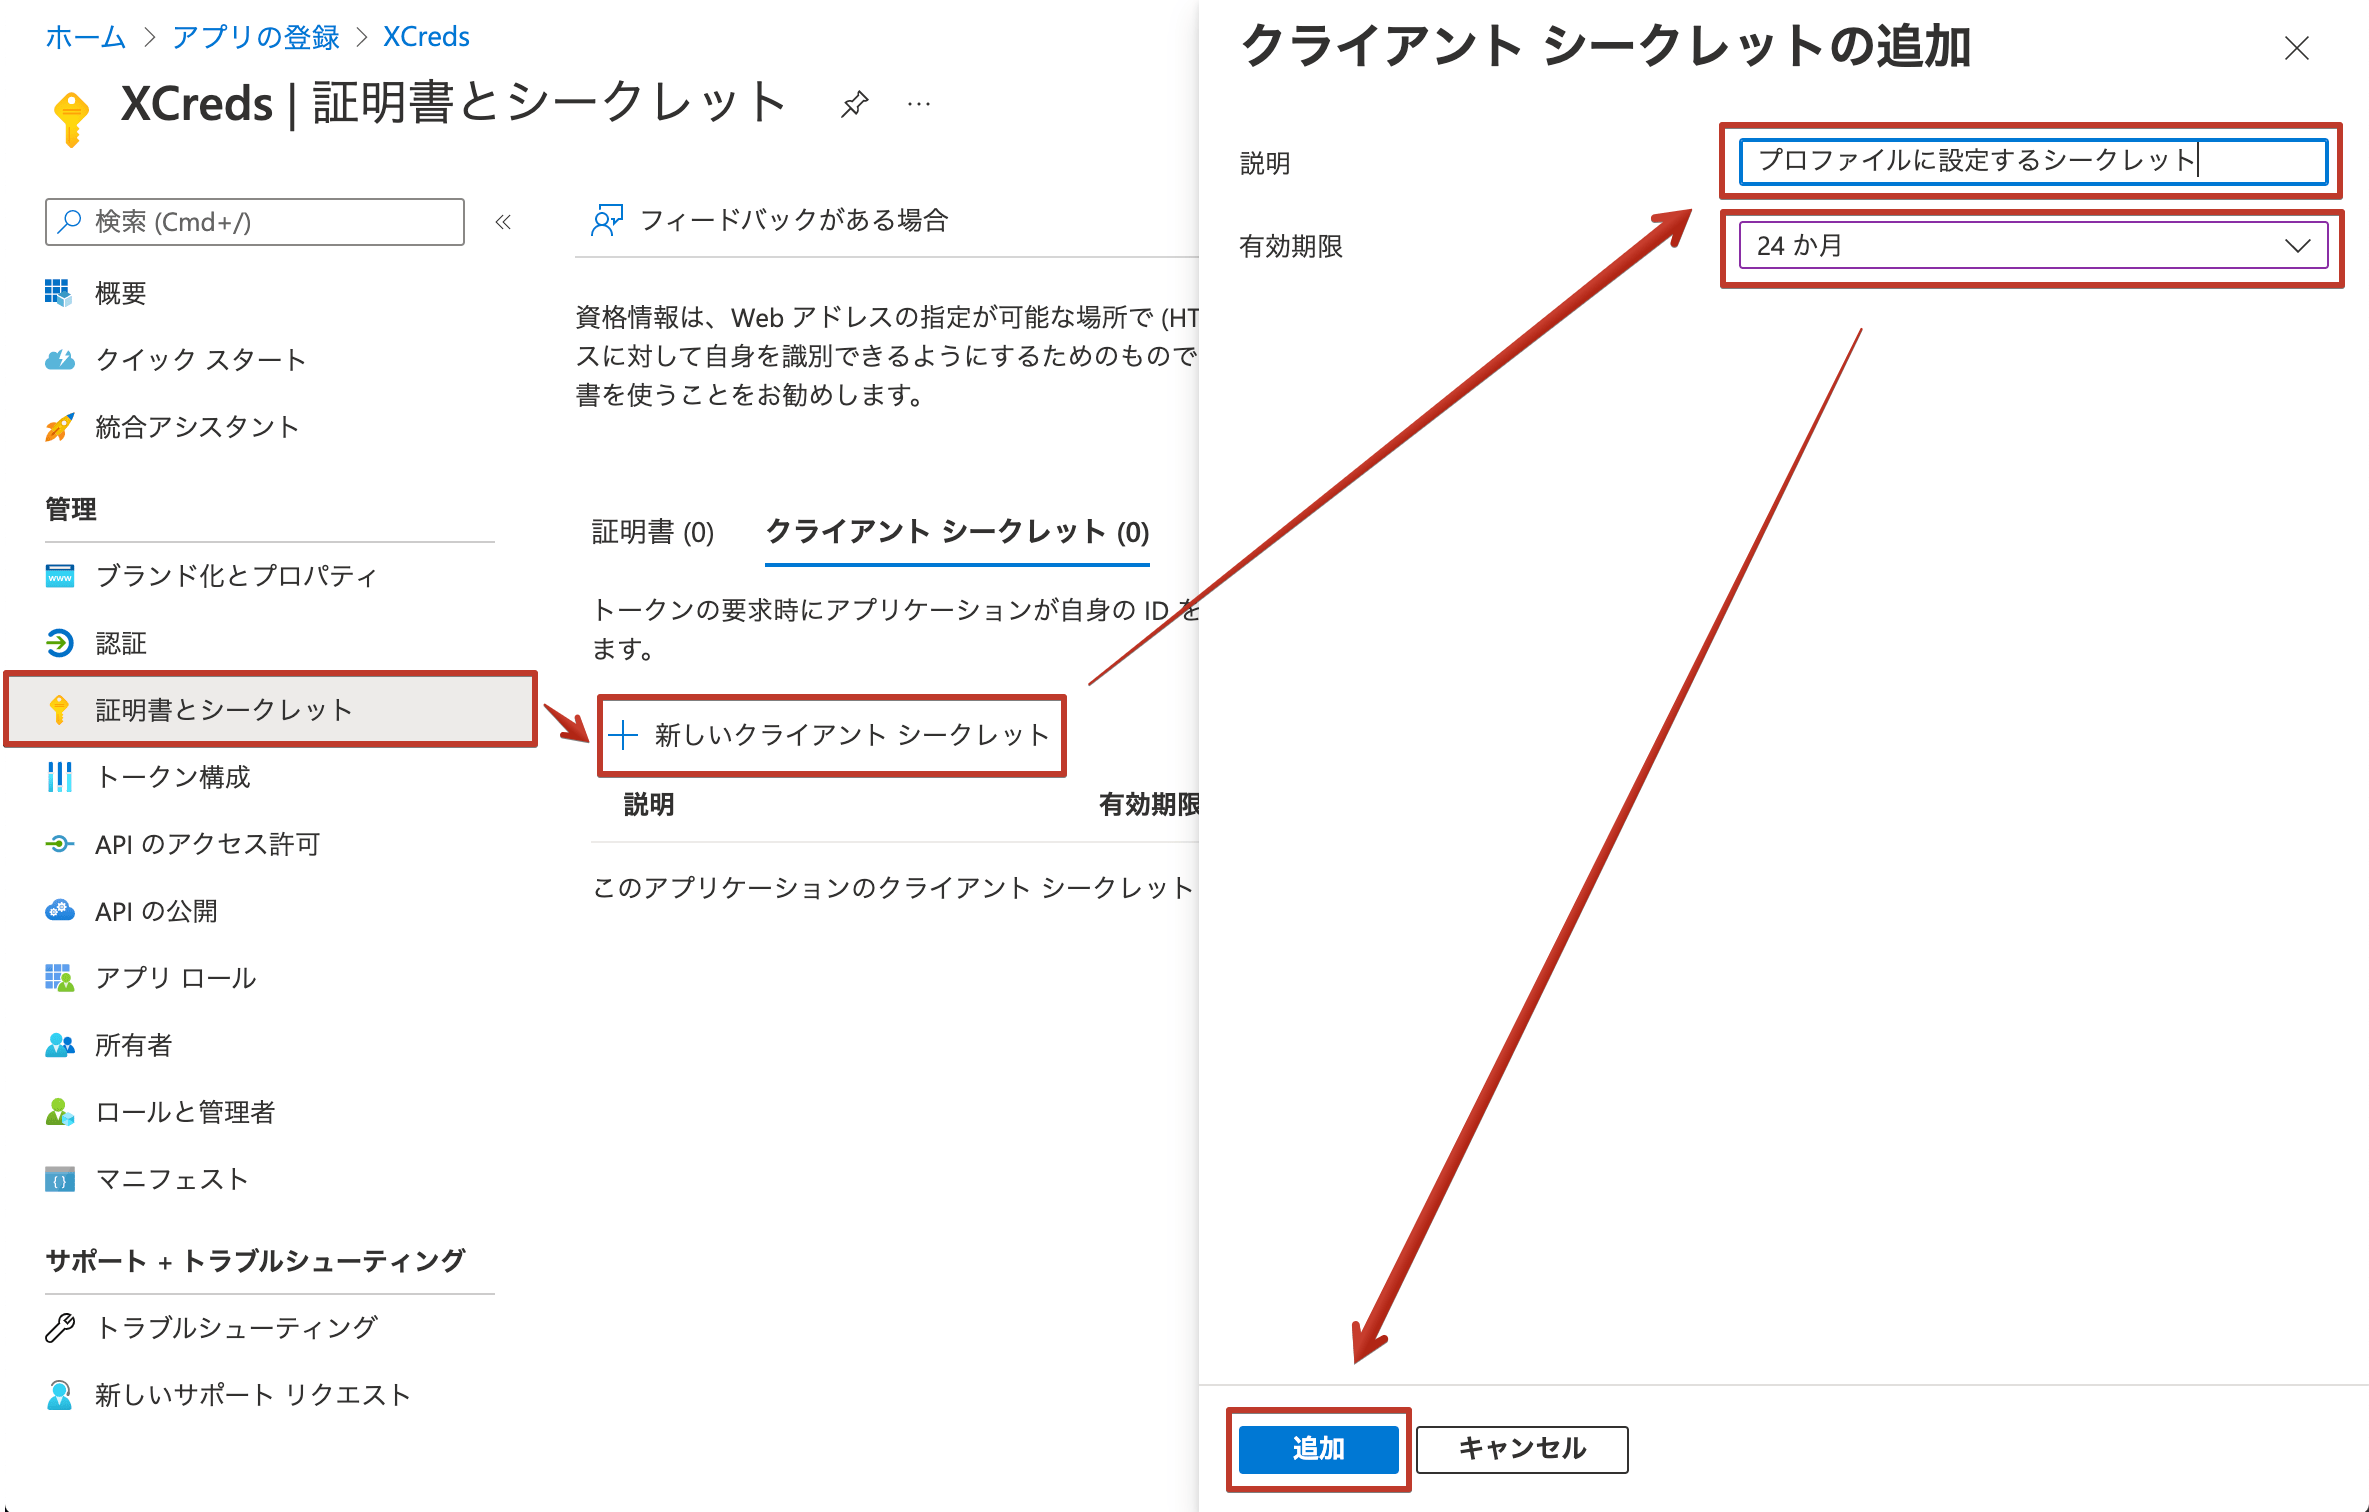 ホーム > アプリの登録 > XCreds
XCreds | 証明書とシークレット
検索 (Cmd+/)
概要
クイック スタート
統合アシスタント
管理
ブランド化とプロパティ
認証
証明書とシークレット
トークン構成
API のアクセス許可
API の公開
アプリ ロール
所有者
ロールと管理者
マニフェスト
サポート + トラブルシューティング
トラブルシューティング
新しいサポート リクエスト
フィードバックがある場合
資格情報は、Web アドレスの指定が可能な場所で (HT
スに対して自身を識別できるようにするためのもので
書を使うことをお勧めします。
証明書 (0)
クライアント シークレット (0)
トークンの要求時にアプリケーションが自身の ID を
ます。
新しいクライアント シークレット
説明
有効期限
このアプリケーションのクライアント シークレット
クライアント シークレットの追加
説明
プロファイルに設定するシークレット
有効期限
24 か月
追加
キャンセル